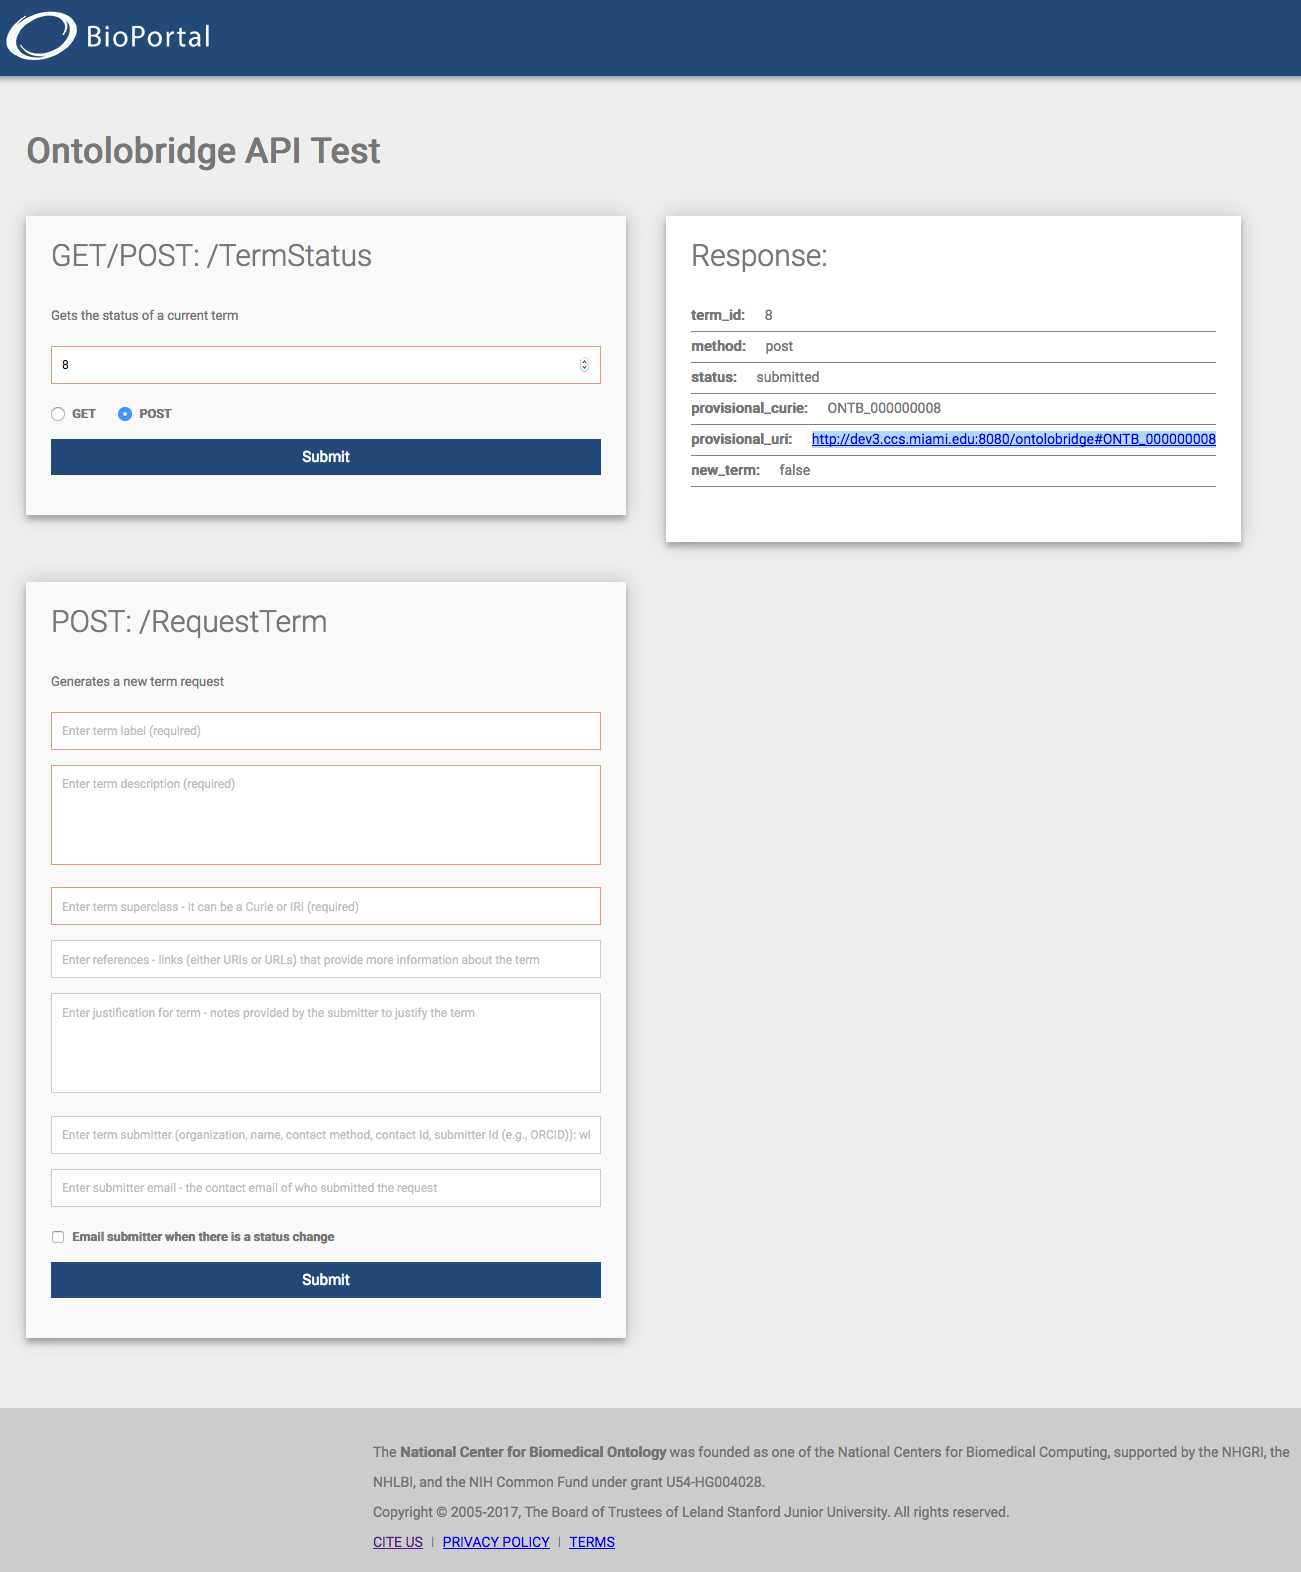 BioPortal
Ontolobridge API Test
GET/POST: /TermStatus
Gets the status of a current term
8
GET POST
Submit
Response:
term_id: 8
method: post
status: submitted
provisional_curie: ONTB_000000008
provisional_uri: http://dev3.ccs.miami.edu:8080/ontolobridge#ONTB_000000008
new_term: false
POST: /RequestTerm
Generates a new term request
Enter term label (required)
Enter term description (required)
Enter term superclass - it can be a Curie or IRI (required)
Enter references - links (either URIs or URLs) that provide more information about the term
Enter justification for term - notes provided by the submitter to justify the term
Enter term submitter (organization, name, contact method, contact Id, submitter Id (e.g., ORCID)):
Enter submitter email - the contact email of who submitted the request
Email submitter when there is a status change
Submit
The National Center for Biomedical Ontology was founded as one of the National Centers for Biomedical Computing, supported by the NHGRI, the
NHLBI, and the NIH Common Fund under grant U54-HG004028.
Copyright © 2005-2017, The Board of Trustees of Leland Stanford Junior University. All rights reserved.
CITE US | PRIVACY POLICY | TERMS